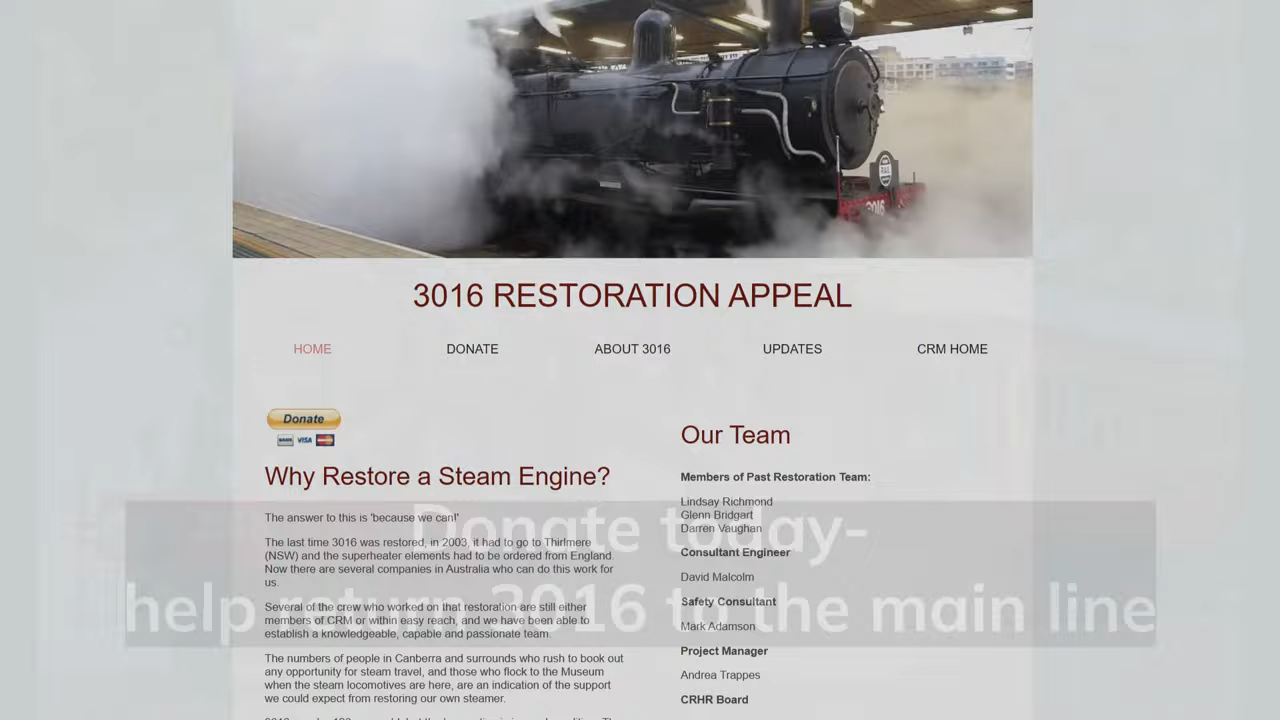 3016
3016 RESTORATION APPEAL
HOME
DONATE
ABOUT 3016
UPDATES
CRM HOME
Donate
VISA
Why Restore a Steam Engine?
The answer to this is 'because we can!'
The last time 3016 was restored, in 2003, it had to go to Thirlmere
(NSW) and the superheater elements had to be ordered from England.
Now there are several companies in Australia who can do this work for
us.
Several of the crew who worked on that restoration are still either
members of CRM or within easy reach, and we have been able to
establish a knowledgeable, capable and passionate team.
The numbers of people in Canberra and surrounds who rush to book out
any opportunity for steam travel, and those who flock to the Museum
when the steam locomotives are here, are an indication of the support
we could expect from restoring our own steamer.
Our Team
Members of Past Restoration Team:
Lindsay Richmond
Glenn Bridgart
Darren Vaughan
Consultant Engineer
David Malcolm
Safety Consultant
Mark Adamson
Project Manager
Andrea Trappes
CRHR Board
Donate today-
help return 3016 to the main line